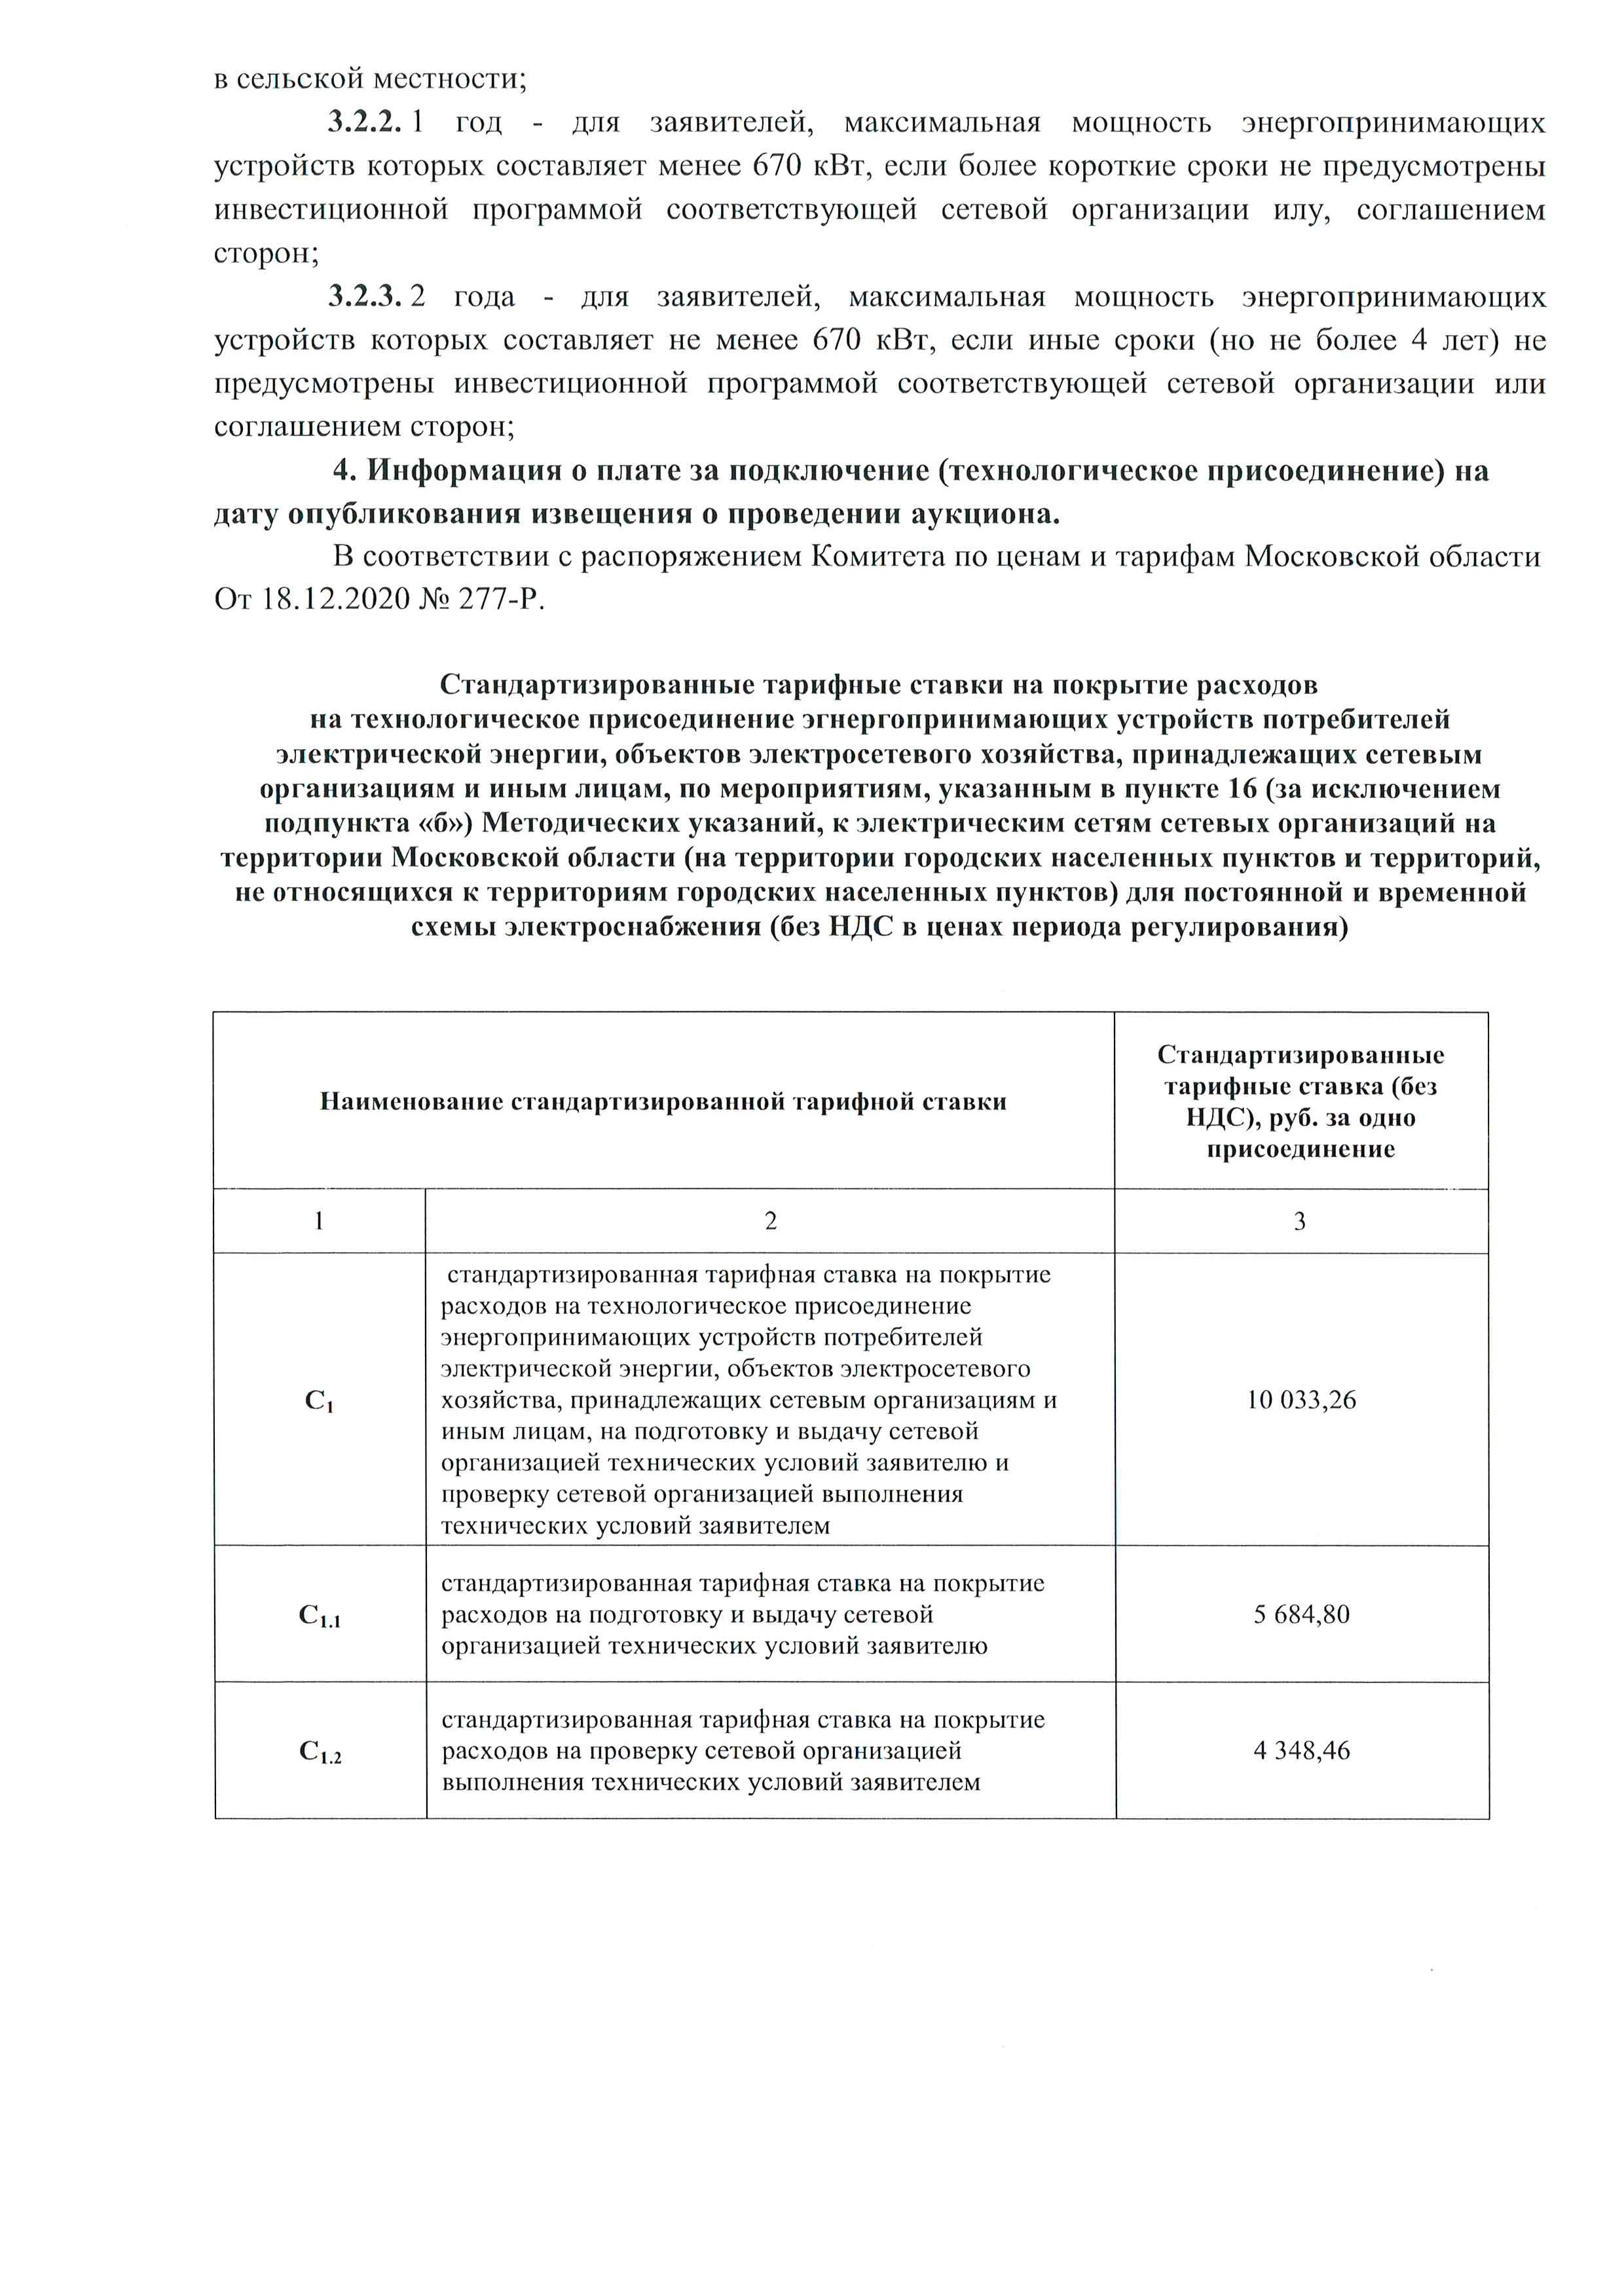 в сельской местности;
3.2.2. 1 год - для заявителей, максимальная мощность энергопринимающих
устройств которых составляет менее 670 кВт, если более короткие сроки не предусмотрены
инвестиционной программой соответствующей сетевой организации илу, соглашением
сторон;
3.2.3. 2 года - для заявителей, максимальная мощность энергопринимающих
устройств которых составляет не менее 670 кВт, если иные сроки (но не более 4 лет) не
предусмотрены инвестиционной программой соответствующей сетевой организации или
соглашением сторон;
4. Информация о плате за подключение (технологическое присоединение) на
дату опубликования извещения о проведении аукциона.
В соответствии с распоряжением Комитета по ценам и тарифам Московской области
От 18.12.2020 № 277-Р.
Стандартизированные тарифные ставки на покрытие расходов
на технологическое присоединение эгнергопринимающих устройств потребителей
электрической энергии, объектов электросетевого хозяйства, принадлежащих сетевым
организациям и иным лицам, по мероприятиям, указанным в пункте 16 (за исключением
подпункта «б») Методических указаний, к электрическим сетям сетевых организаций на
территории Московской области (на территории городских населенных пунктов и территорий,
не относящихся к территориям городских населенных пунктов) для постоянной и временной
схемы электроснабжения (без НДС в ценах периода регулирования)
Наименование стандартизированной тарифной ставки
Стандартизированные
тарифные ставка (без
НДС), руб. за одно
присоединение
1
2
3
С1
стандартизированная тарифная ставка на покрытие
расходов на технологическое присоединение
энергопринимающих устройств потребителей
электрической энергии, объектов электросетевого
хозяйства, принадлежащих сетевым организациям и
иным лицам, на подготовку и выдачу сетевой
организацией технических условий заявителю и
проверку сетевой организацией выполнения
технических условий заявителем
10 033,26
С1.1
стандартизированная тарифная ставка на покрытие
расходов на подготовку и выдачу сетевой
организацией технических условий заявителю
5 684,80
С1.2
стандартизированная тарифная ставка на покрытие
расходов на проверку сетевой организацией
выполнения технических условий заявителем
4 348,46